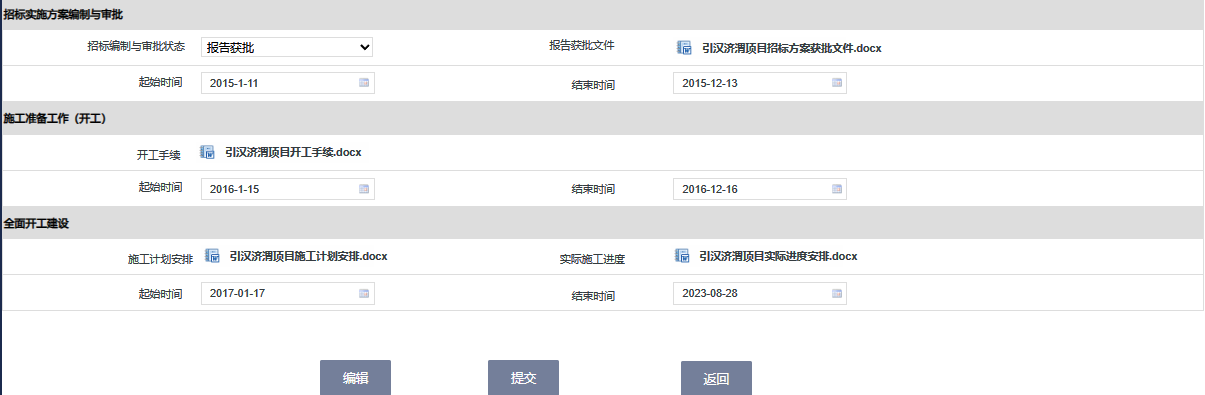 招标实施方案编制与审批
招标编制与审批状态 报告获批 报告获批文件 引汉济渭项目招标方案获批文件.docx
起始时间 2015-1-11 结束时间 2015-12-13
施工准备工作（开工）
开工手续 引汉济渭项目开工手续.docx
起始时间 2016-1-15 结束时间 2016-12-16
全面开工建设
施工计划安排 引汉济渭项目施工计划安排.docx 实际施工进度 引汉济渭项目实际进度安排.docx
起始时间 2017-01-17 结束时间 2023-08-28
编辑 提交 返回